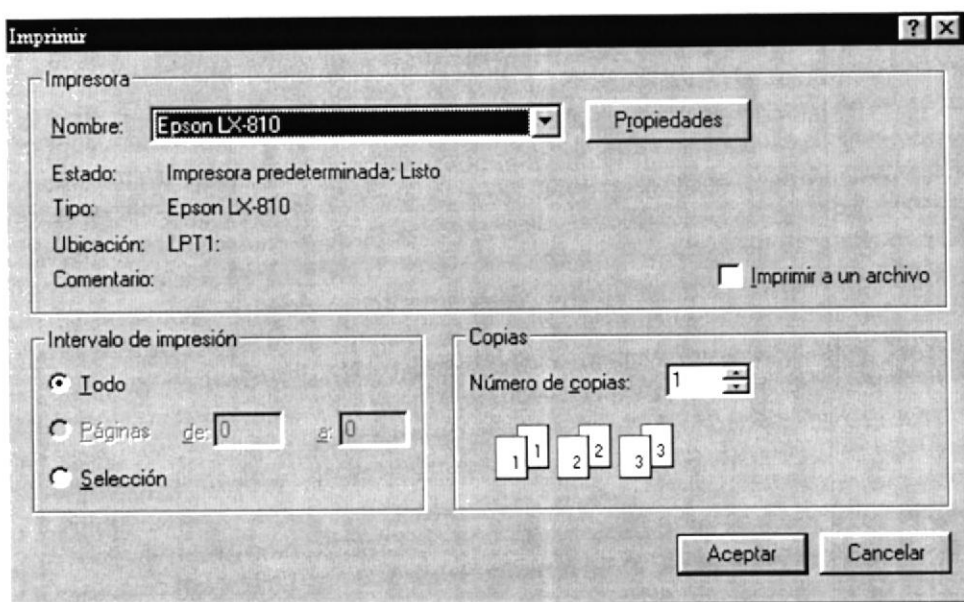 Imprimir
Impresora
Nombre: Epson LX-810 Propiedades
Estado: Impresora predeterminada; Listo
Tipo: Epson LX-810
Ubicación: LPT1:
Comentario: Imprimir a un archivo
Intervalo de impresión
Todo
Páginas de: 0 a: 0
Selección
Copias
Número de copias: 1
1 1 2 2 3 3
Aceptar Cancelar